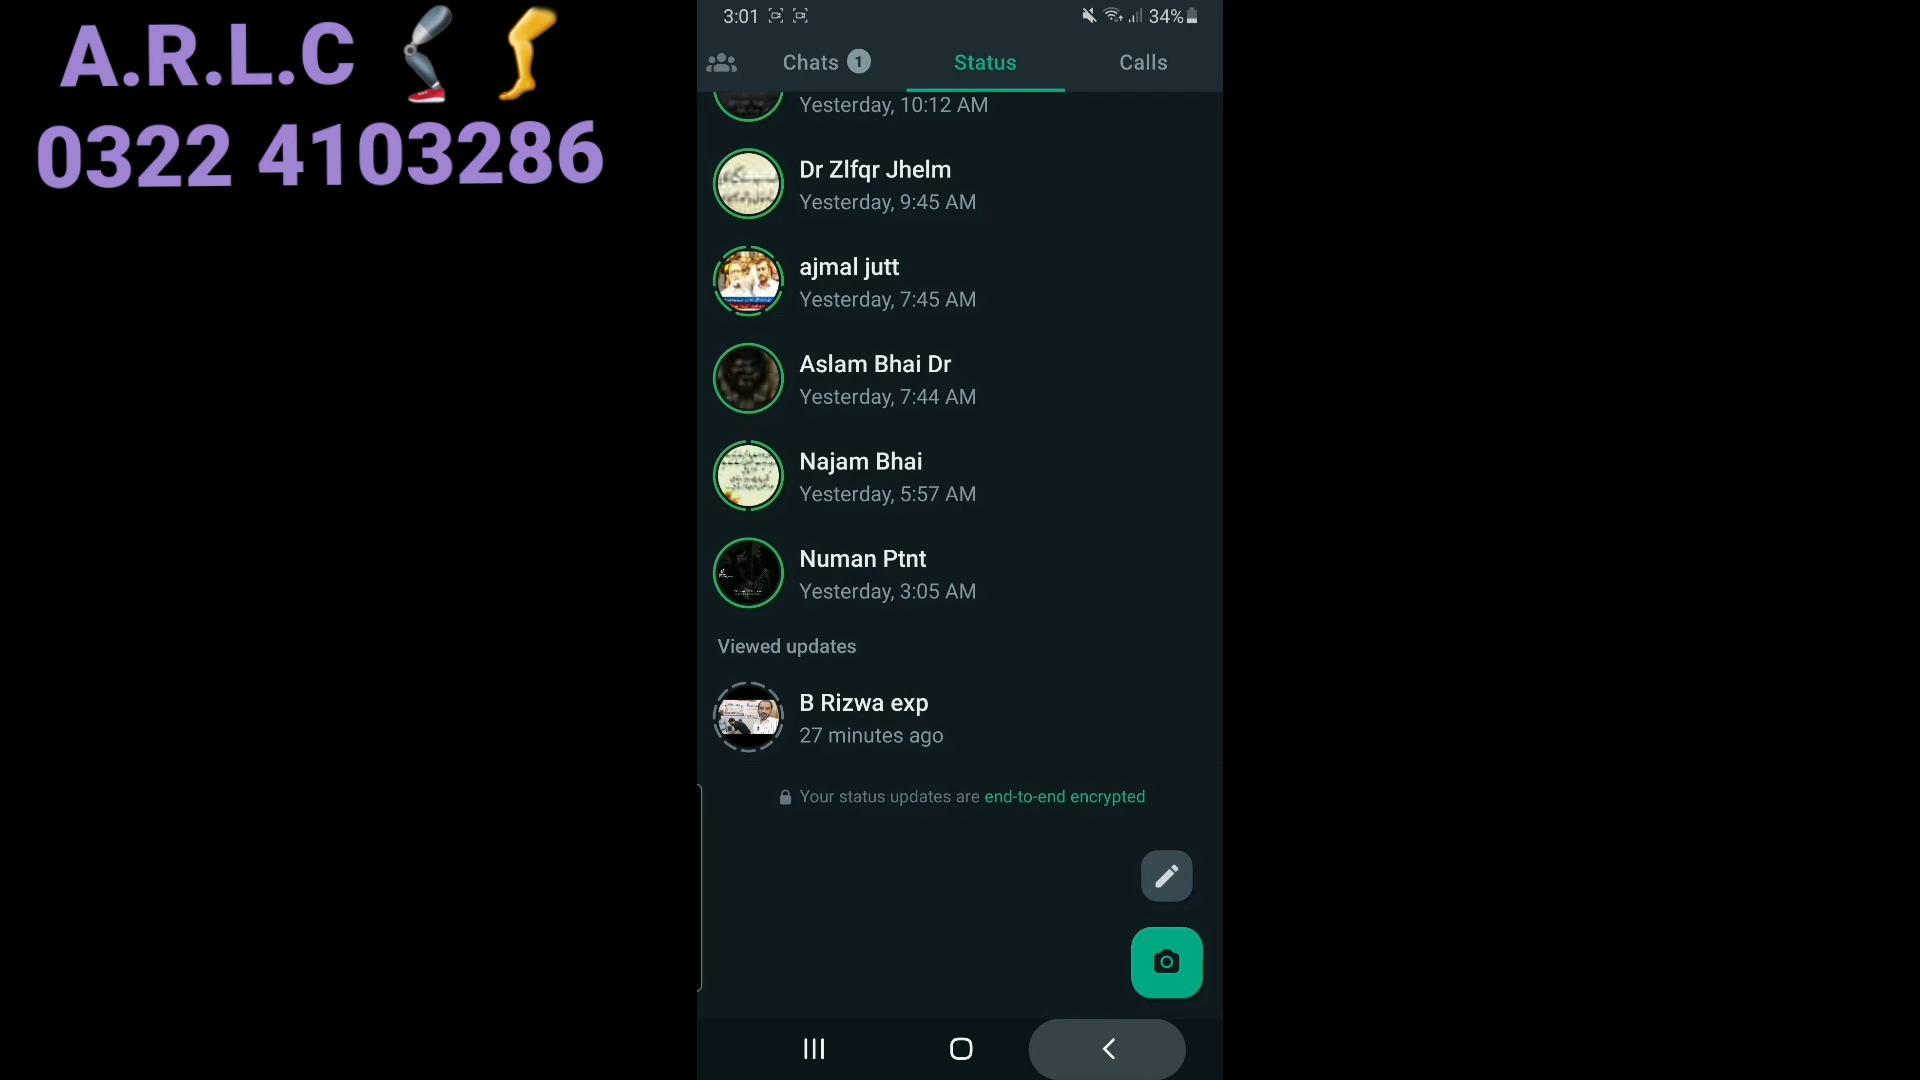 A.R.L.C
0322 4103286
3:01
34%
Chats 1
Status
Calls
Yesterday, 10:12 AM
Dr Zlfqr Jhelm
Yesterday, 9:45 AM
ajmal jutt
Yesterday, 7:45 AM
Aslam Bhai Dr
Yesterday, 7:44 AM
Najam Bhai
Yesterday, 5:57 AM
Numan Ptnt
Yesterday, 3:05 AM
Viewed updates
B Rizwa exp
27 minutes ago
Your status updates are end-to-end encrypted